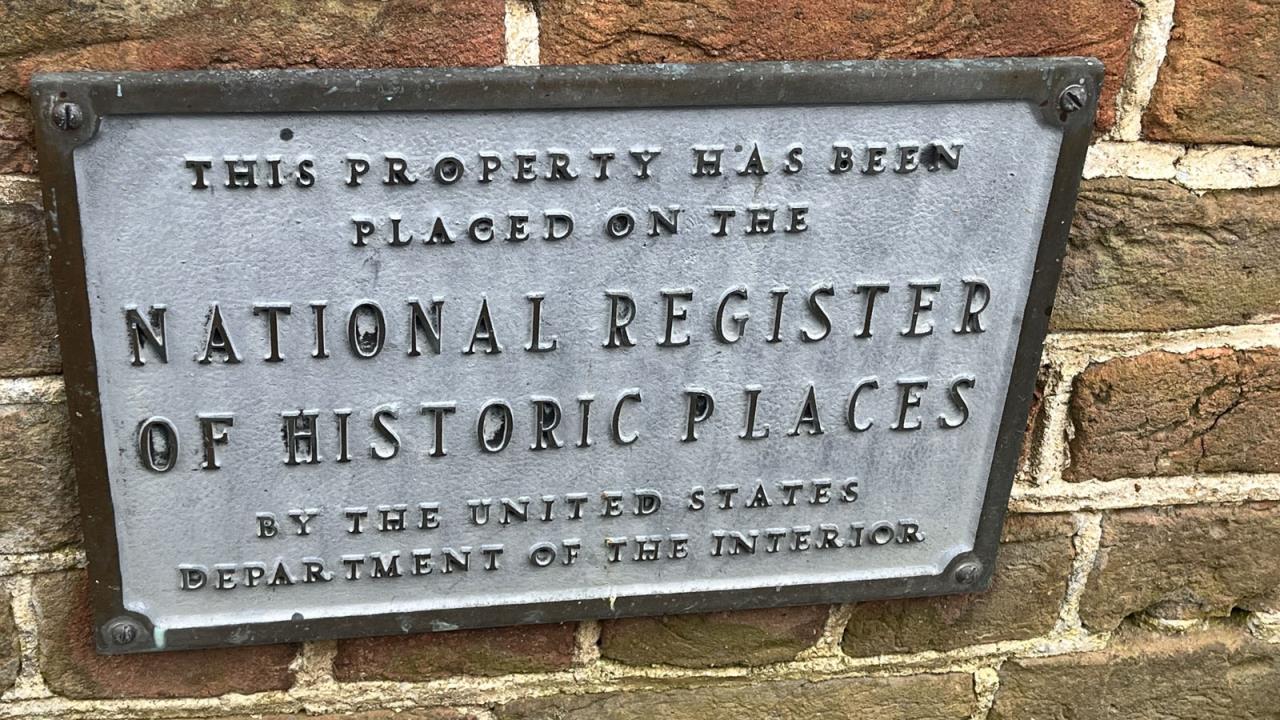 THIS PROPERTY HAS BEEN
PLACED ON THE
NATIONAL REGISTER
OF HISTORIC PLACES
BY THE UNITED STATES
DEPARTMENT OF THE INTERIOR